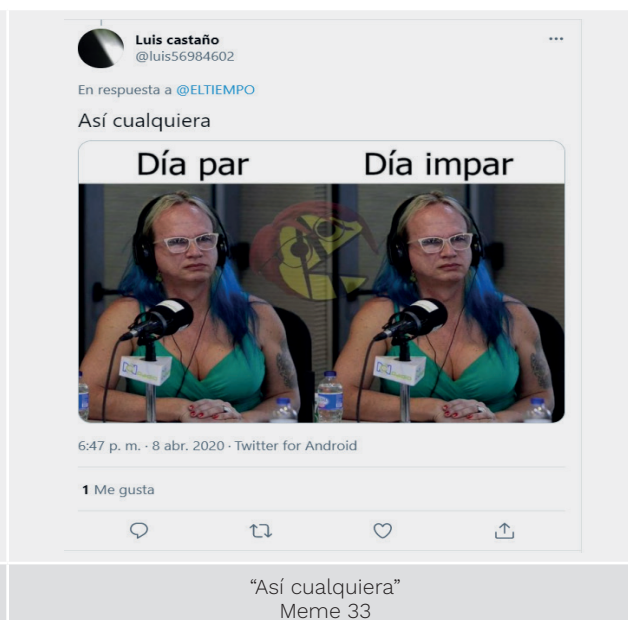 Luis castaño
@luis56984602
En respuesta a @ELTIEMPO
Así cualquiera
Día par Día impar
6:47 p. m. · 8 abr. 2020 · Twitter for Android
1 Me gusta
“Así cualquiera”
Meme 33